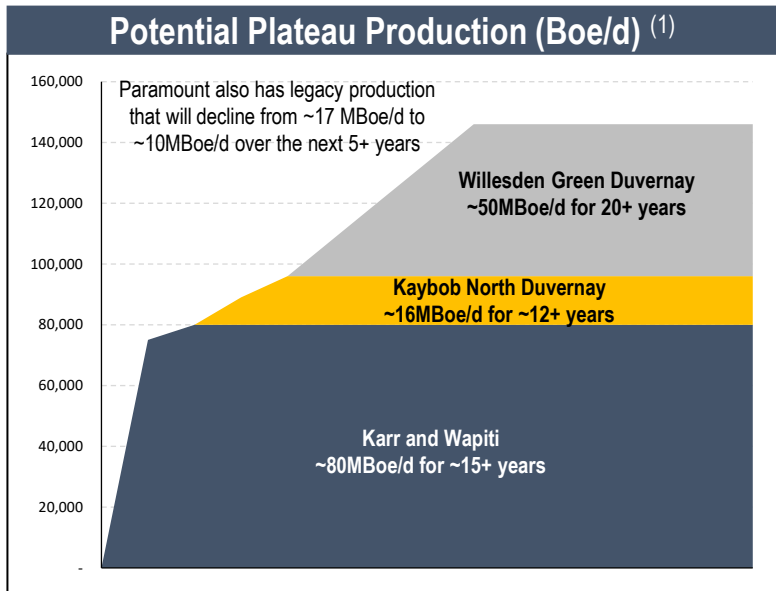 Potential Plateau Production (Boe/d) (1)
160,000
Paramount also has legacy production
that will decline from ~17 MBoe/d to
~10MBoe/d over the next 5+ years
140,000
Willesden Green Duvernay
~50MBoe/d for 20+ years
120,000
100,000
Kaybob North Duvernay
~16MBoe/d for ~12+ years
80,000
60,000
Karr and Wapiti
~80MBoe/d for ~15+ years
40,000
20,000
-